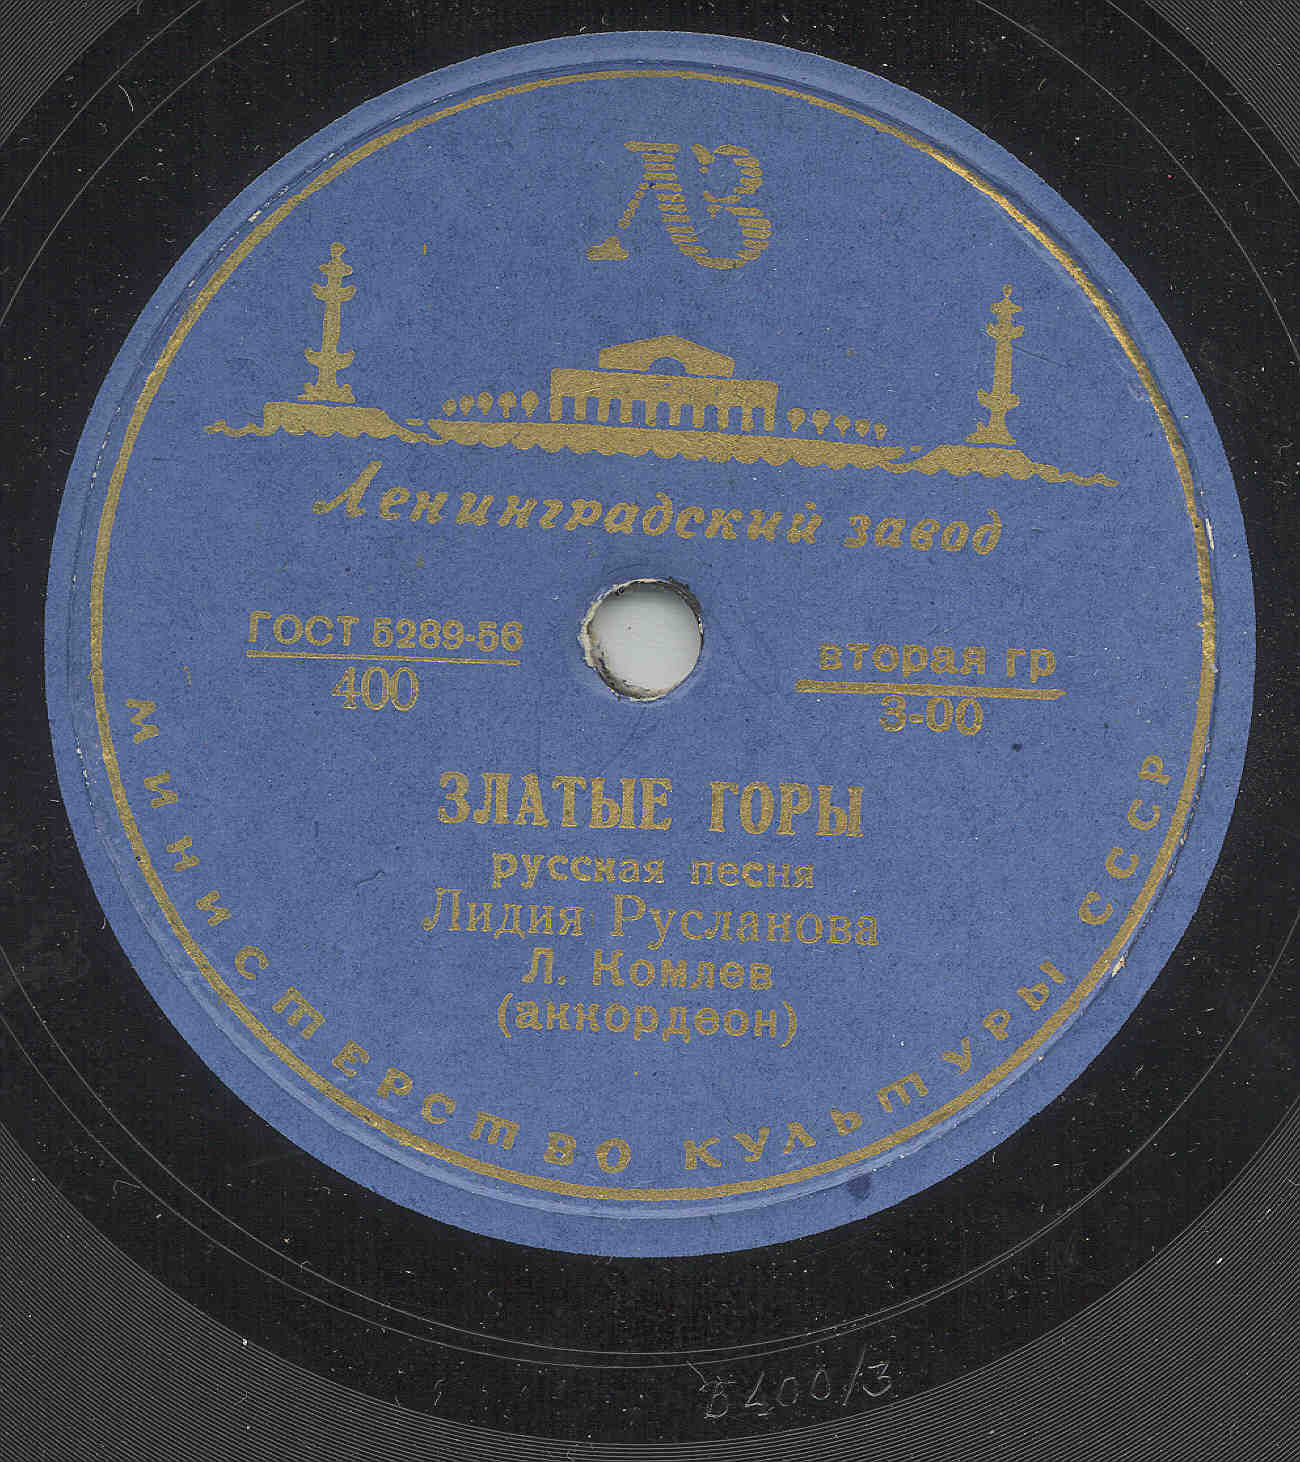 ЛЗ
Ленинградский завод
ГОСТ 5289-56
400
вторая гр
3-00
ЗЛАТЫЕ ГОРЫ
русская песня
Лидия Русланова
Л. Комлев
(аккордеон)
МИНИСТЕРСТВО КУЛЬТУРЫ СССР
5400/3